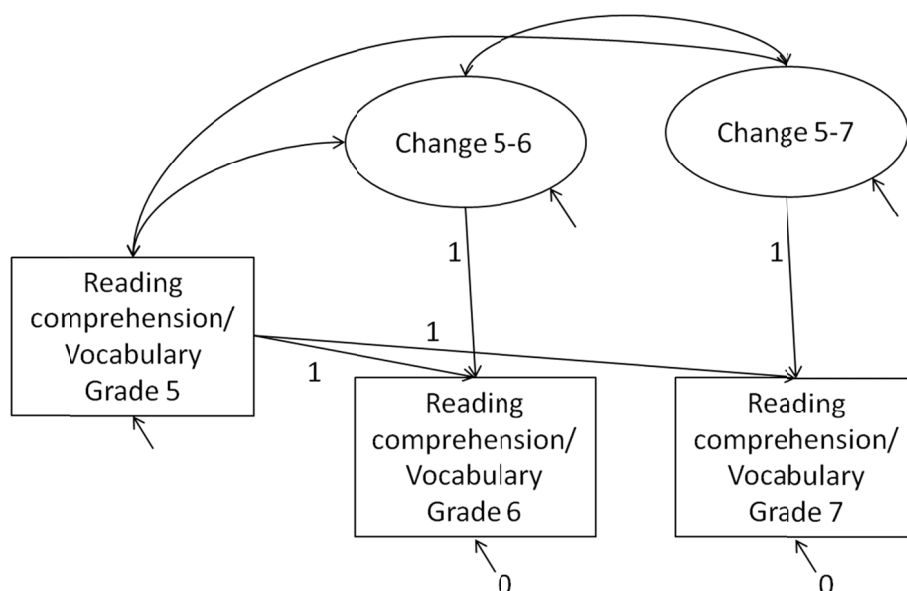 Change 5-6
Change 5-7
1
1
Reading
comprehension/
Vocabulary
Grade 5
1
1
Reading
comprehension/
Vocabulary
Grade 6
Reading
comprehension/
Vocabulary
Grade 7
0
0